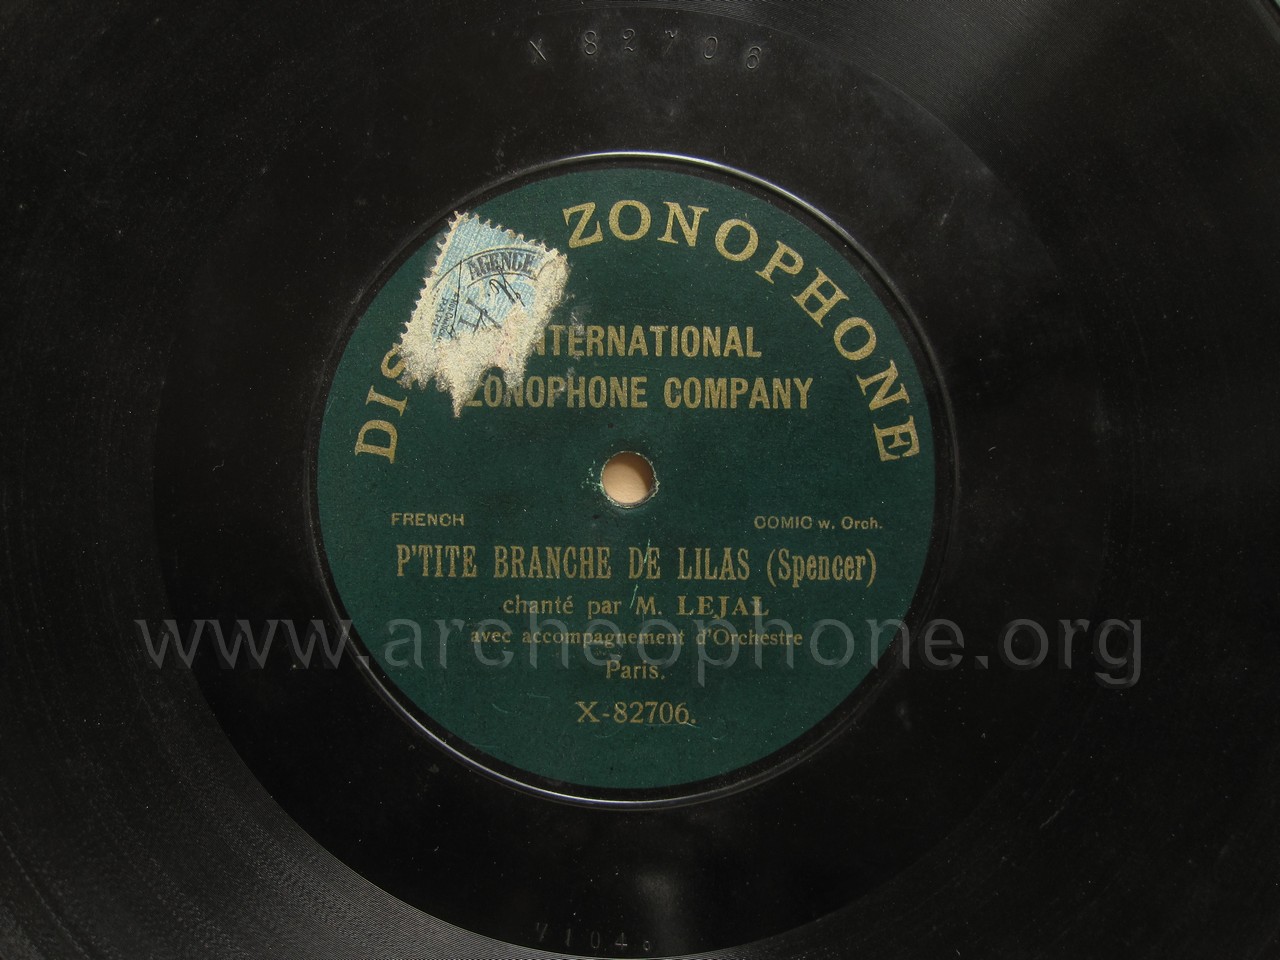 X 82706
ZONOPHONE
AGENCE
INTERNATIONAL
ZONOPHONE COMPANY
FRENCH
COMIC w. Orch.
P'TITE BRANCHE DE LILAS (Spencer)
chanté par M. LEJAL
avec accompagnement d'Orchestre
Paris.
X-82706.
www.archeophone.org